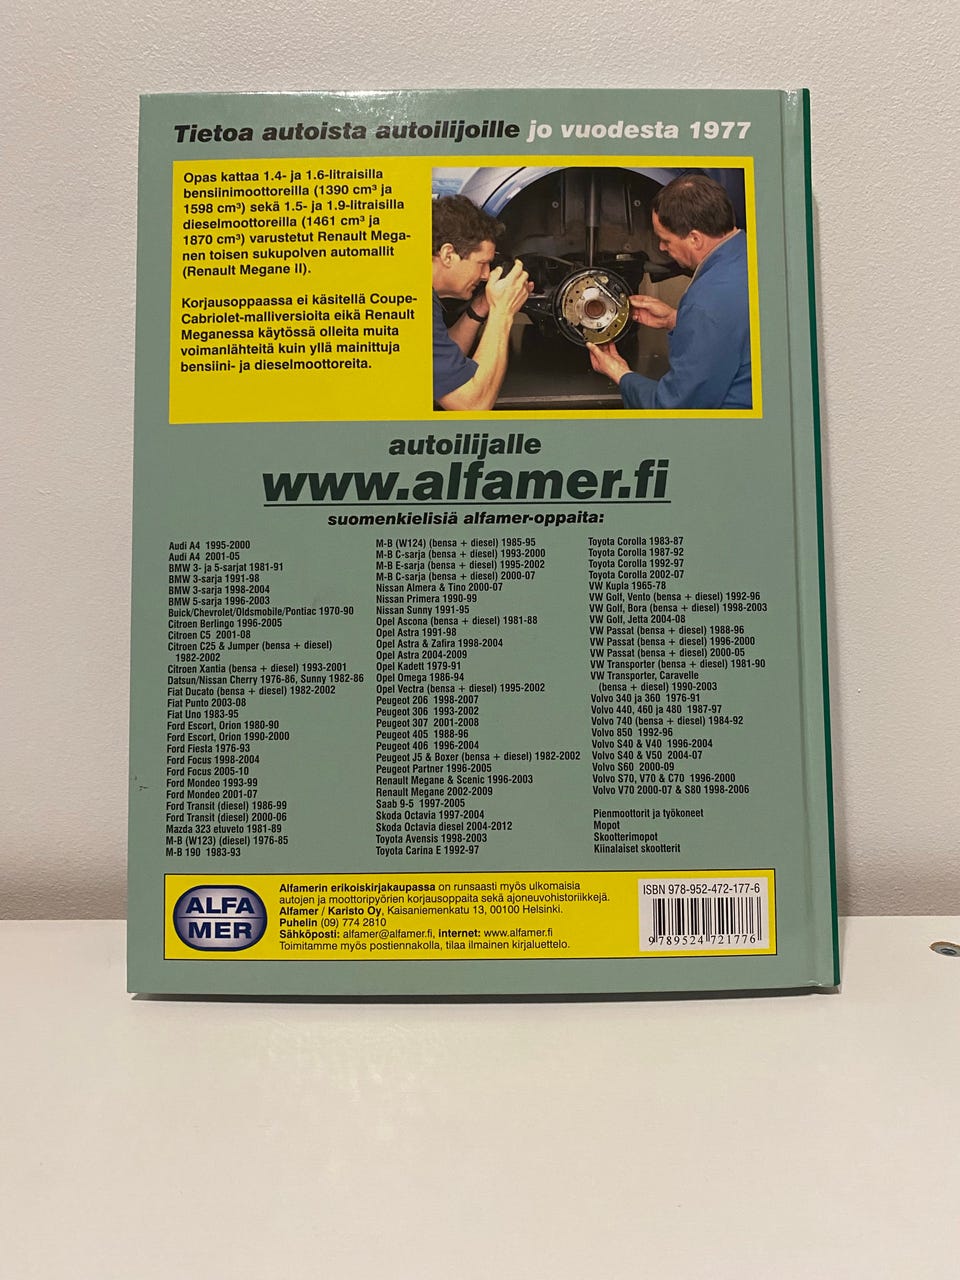 Tietoa autoista autoilijoille jo vuodesta 1977
Opas kattaa 1.4- ja 1.6-litraisilla
bensiinimoottoreilla (1390 cm³ ja
1598 cm³) sekä 1.5- ja 1.9-litraisilla
dieselmoottoreilla (1461 cm³ ja
1870 cm³) varustetut Renault Mega-
nen toisen sukupolven automallit
(Renault Megane II).
Korjausoppaassa ei käsitellä Coupe-
Cabriolet-malliversioita eikä Renault
Meganessa käytössä olleita muita
voimanlähteitä kuin yllä mainittuja
bensiini- ja dieselmoottoreita.
autoilijalle
www.alfamer.fi
suomenkielisiä alfamer-oppaita:
Audi A4 1995-2000
Audi A4 2001-05
BMW 3- ja 5-sarjat 1981-91
BMW 3-sarja 1991-98
BMW 3-sarja 1998-2004
BMW 5-sarja 1996-2003
Buick/Chevrolet/Oldsmobile/Pontiac 1970-90
Citroen Berlingo 1996-2005
Citroen C5 2001-08
Citroen C25 & Jumper (bensa + diesel)
1982-2002
Citroen Xantia (bensa + diesel) 1993-2001
Datsun/Nissan Cherry 1976-86, Sunny 1982-86
Fiat Ducato (bensa + diesel) 1982-2002
Fiat Punto 2003-08
Fiat Uno 1983-95
Ford Escort, Orion 1980-90
Ford Escort, Orion 1990-2000
Ford Fiesta 1976-93
Ford Focus 1998-2004
Ford Focus 2005-10
Ford Mondeo 1993-99
Ford Mondeo 2001-07
Ford Transit (diesel) 1986-99
Ford Transit (diesel) 2000-06
Mazda 323 etuveto 1981-89
M-B (W123) (diesel) 1976-85
M-B 190 1983-93
M-B (W124) (bensa + diesel) 1985-95
M-B C-sarja (bensa + diesel) 1993-2000
M-B E-sarja (bensa + diesel) 1995-2002
M-B C-sarja (bensa + diesel) 2000-07
Nissan Almera & Tino 2000-07
Nissan Primera 1990-99
Nissan Sunny 1991-95
Opel Ascona (bensa + diesel) 1981-88
Opel Astra 1991-98
Opel Astra & Zafira 1998-2004
Opel Astra 2004-2009
Opel Kadett 1979-91
Opel Omega 1986-94
Opel Vectra (bensa + diesel) 1995-2002
Peugeot 206 1998-2007
Peugeot 306 1993-2002
Peugeot 307 2001-2008
Peugeot 405 1988-96
Peugeot 406 1996-2004
Peugeot J5 & Boxer (bensa + diesel) 1982-2002
Peugeot Partner 1996-2005
Renault Megane & Scenic 1996-2003
Renault Megane 2002-2009
Saab 9-5 1997-2005
Skoda Octavia 1997-2004
Skoda Octavia diesel 2004-2012
Toyota Avensis 1998-2003
Toyota Carina E 1992-97
Toyota Corolla 1983-87
Toyota Corolla 1987-92
Toyota Corolla 1992-97
Toyota Corolla 2002-07
VW Kupla 1965-78
VW Golf, Vento (bensa + diesel) 1992-96
VW Golf, Bora (bensa + diesel) 1998-2003
VW Golf, Jetta 2004-08
VW Passat (bensa + diesel) 1988-96
VW Passat (bensa + diesel) 1996-2000
VW Passat (bensa + diesel) 2000-05
VW Transporter (bensa + diesel) 1981-90
VW Transporter, Caravelle
(bensa + diesel) 1990-2003
Volvo 340 ja 360 1976-91
Volvo 440, 460 ja 480 1987-97
Volvo 740 (bensa + diesel) 1984-92
Volvo 850 1992-96
Volvo S40 & V40 1996-2004
Volvo S40 & V50 2004-07
Volvo S60 2000-09
Volvo S70, V70 & C70 1996-2000
Volvo V70 2000-07 & S80 1998-2006
Pienmoottorit ja työkoneet
Mopot
Skootterimopot
Kiinalaiset skootterit
ALFA
MER
Alfamerin erikoiskirjakaupassa on runsaasti myös ulkomaisia
autojen ja moottoripyörien korjausoppaita sekä ajoneuvohistoriikkejä.
Alfamer / Karisto Oy, Kaisaniemenkatu 13, 00100 Helsinki.
Puhelin (09) 774 2810
Sähköposti: alfamer@alfamer.fi, internet: www.alfamer.fi
Toimitamme myös postiennakolla, tilaa ilmainen kirjaluettelo.
ISBN 978-952-472-177-6
9 789524 721776